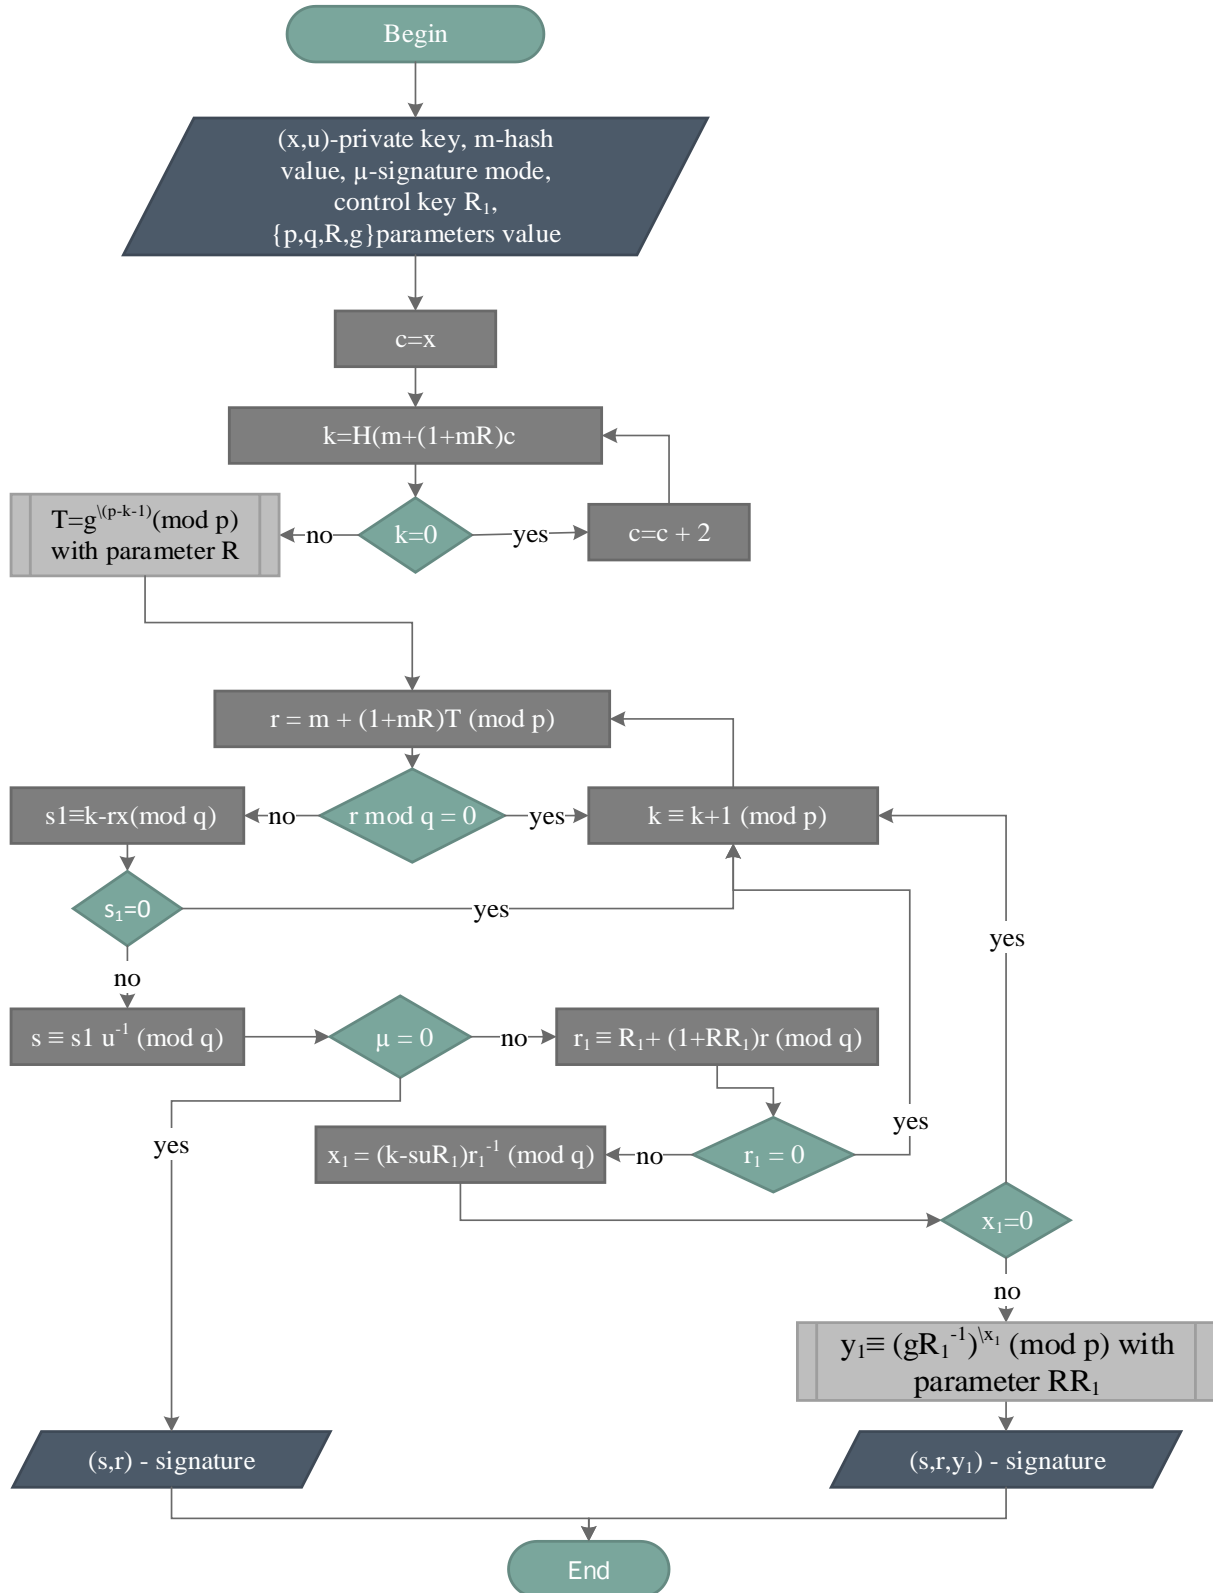 Begin
(x,u)-private key, m-hash
value, μ-signature mode,
control key R₁,
{p,q,R,g}parameters value
c=x
k=H(m+(1+mR)c
T=g^\(p-k-1)(mod p)
with parameter R
no
k=0
yes
c=c + 2
r = m + (1+mR)T (mod p)
s1≡k-rx(mod q)
no
r mod q = 0
yes
k ≡ k+1 (mod p)
s₁=0
yes
yes
no
s ≡ s1 u⁻¹ (mod q)
μ = 0
no
r₁ ≡ R₁+ (1+RR₁)r (mod q)
yes
yes
x₁ = (k-suR₁)r₁⁻¹ (mod q)
no
r₁ = 0
x₁=0
no
y₁≡ (gR₁⁻¹)^\x₁ (mod p) with
parameter RR₁
(s,r) - signature
(s,r,y₁) - signature
End